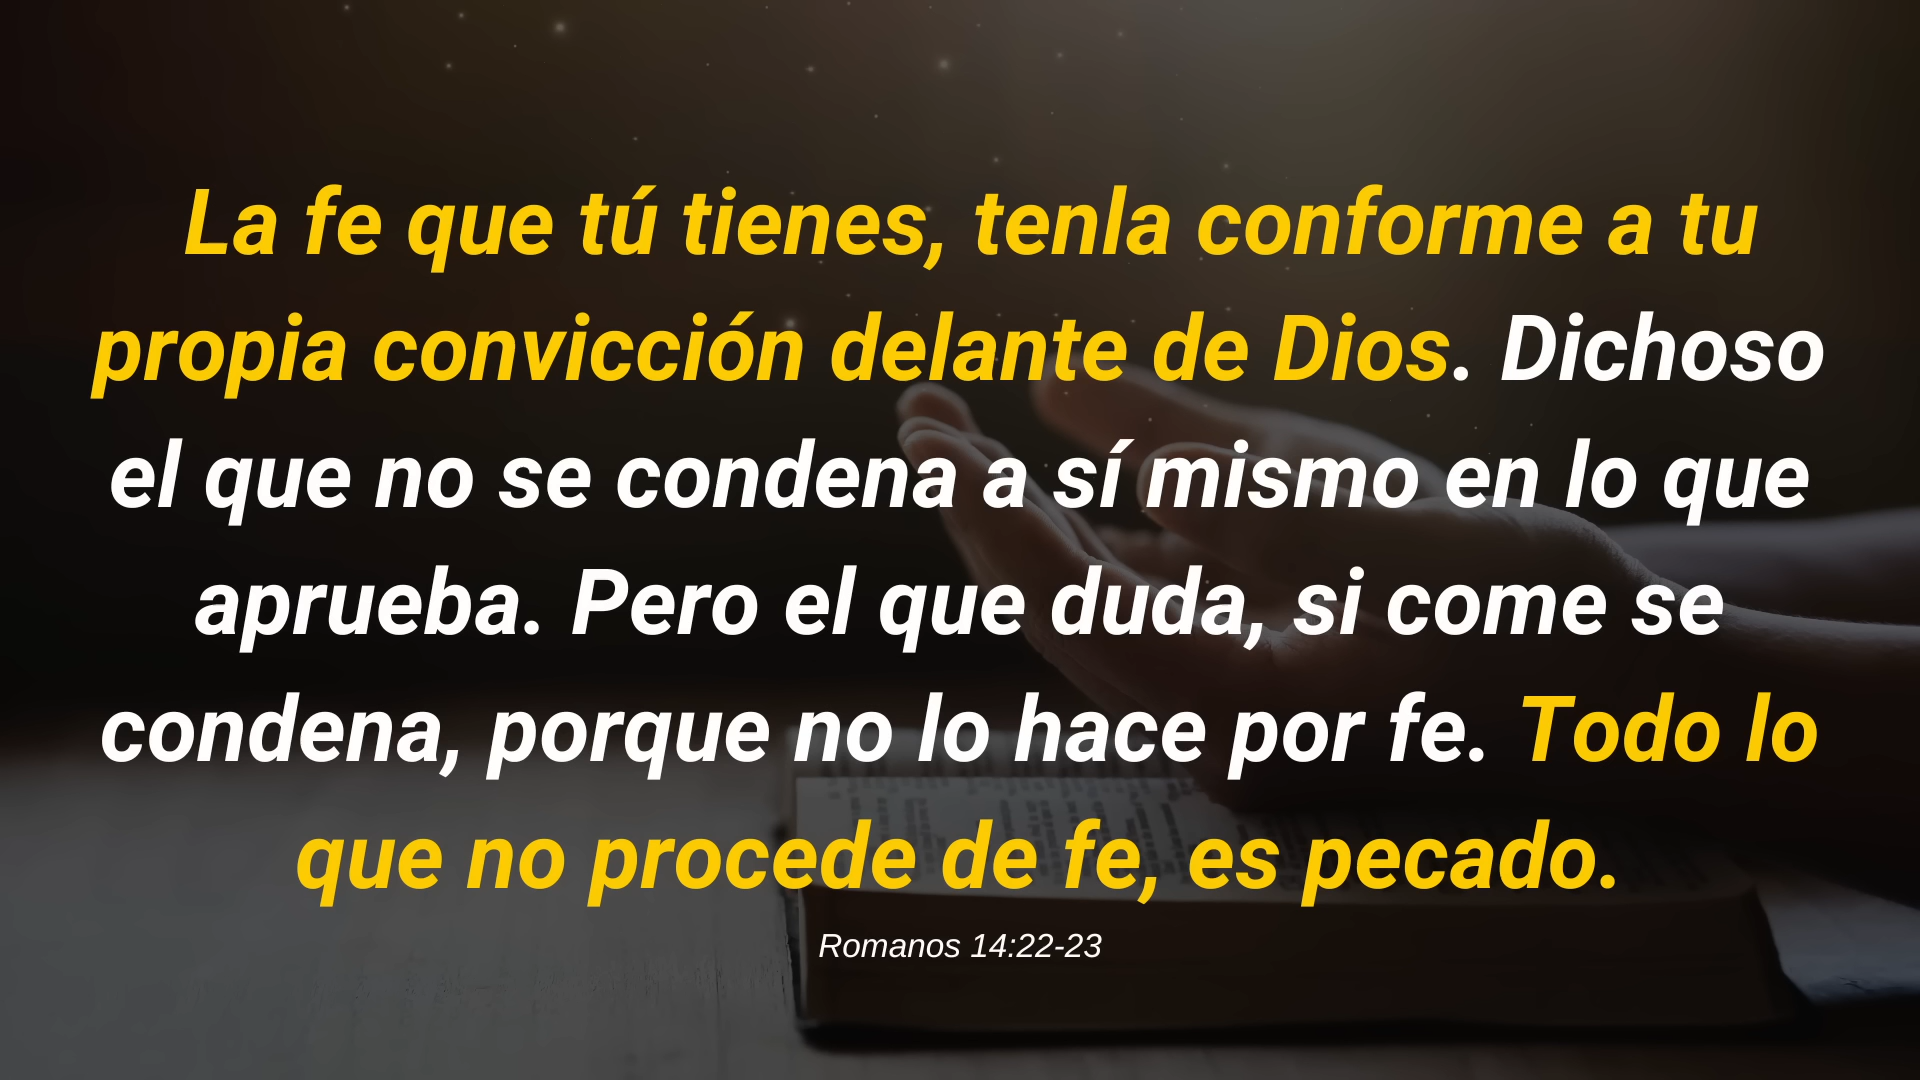 La fe que tú tienes, tenla conforme a tu
propia convicción delante de Dios. Dichoso
el que no se condena a sí mismo en lo que
aprueba. Pero el que duda, si come se
condena, porque no lo hace por fe. Todo lo
que no procede de fe, es pecado.
Romanos 14:22-23